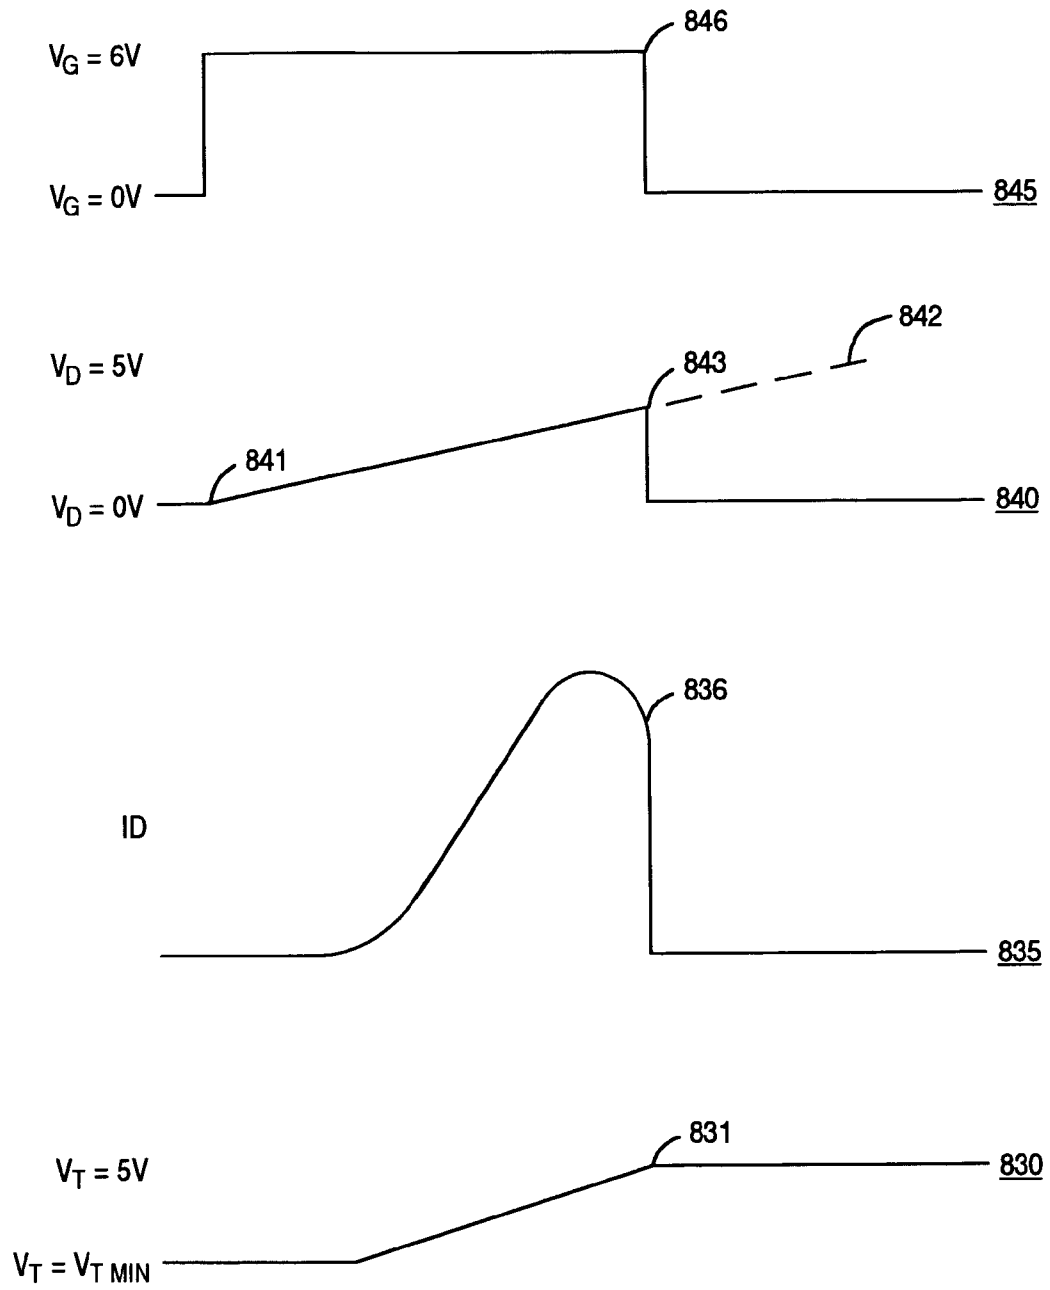 846
V_G = 6V
V_G = 0V
845
842
V_D = 5V
843
841
V_D = 0V
840
836
ID
835
831
V_T = 5V
830
V_T = V_T MIN